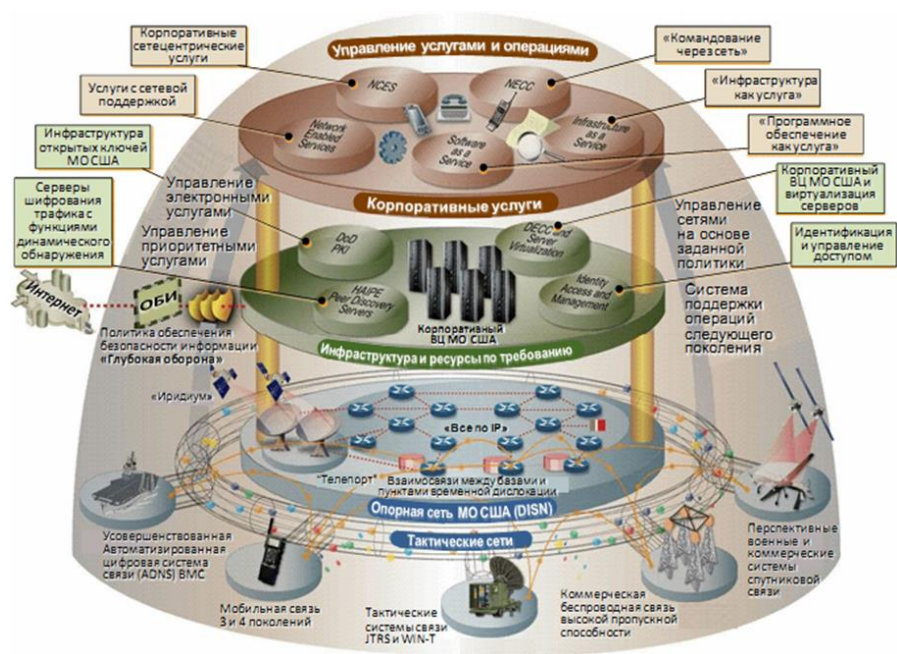 Управление услугами и операциями
Корпоративные
сетецентрические
услуги
«Командование
через сеть»
NCES
NECC
Услуги с сетевой
поддержкой
«Инфраструктура
как услуга»
Network
Enabled
Services
Software
as a
Service
Infrastructure
as a
Service
«Программное
обеспечение
как услуга»
Инфраструктура
открытых ключей
МО США
Корпоративный
ВЦ МО США и
виртуализация
серверов
Управление
электронными
услугами
Корпоративные услуги
Управление
сетями
на основе
заданной
политики
Серверы
шифрования
трафика с
функциями
динамического
обнаружения
Управление
приоритетными
услугами
DoD
PKI
DECC and
Server
Virtualization
Идентификация
и управление
доступом
HAIPE
Peer Discovery
Servers
Identity
Access and
Management
Интернет
ОБИ
Корпоративный
ВЦ МО США
Система
поддержки
операций
следующего
поколения
Политика обеспечения
безопасности информации
«Глубокая оборона»
Инфраструктура и ресурсы по требованию
«Иридиум»
«Все по IP»
"Телепорт"
Взаимосвязи между базами и
пунктами временной дислокации
Опорная сеть МО США (DISN)
Тактические сети
Усовершенствованная
Автоматизированная
цифровая система
связи (ADNS) ВМС
Мобильная связь
3 и 4 поколений
Тактические
системы связи
JTRS и WIN-T
Коммерческая
беспроводная связь
высокой пропускной
способности
Перспективные
военные и
коммерческие
системы
спутниковой
связи